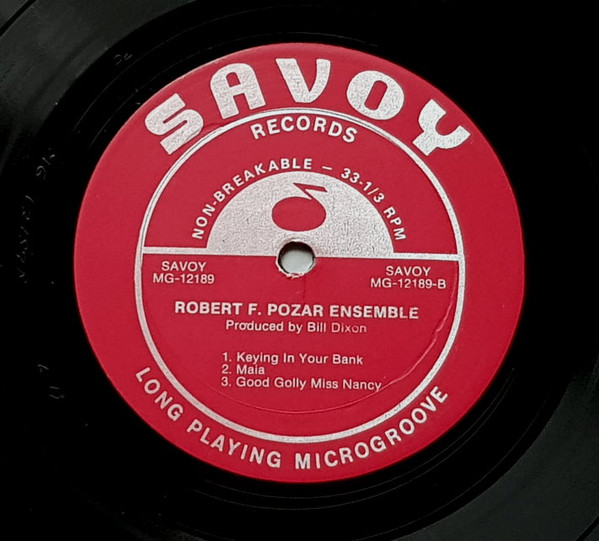 SAVOY
RECORDS
NON-BREAKABLE – 33-1/3 RPM
SAVOY
MG-12189
SAVOY
MG-12189-B
ROBERT F. POZAR ENSEMBLE
Produced by Bill Dixon
1. Keying In Your Bank
2. Maia
3. Good Golly Miss Nancy
LONG PLAYING MICROGROOVE